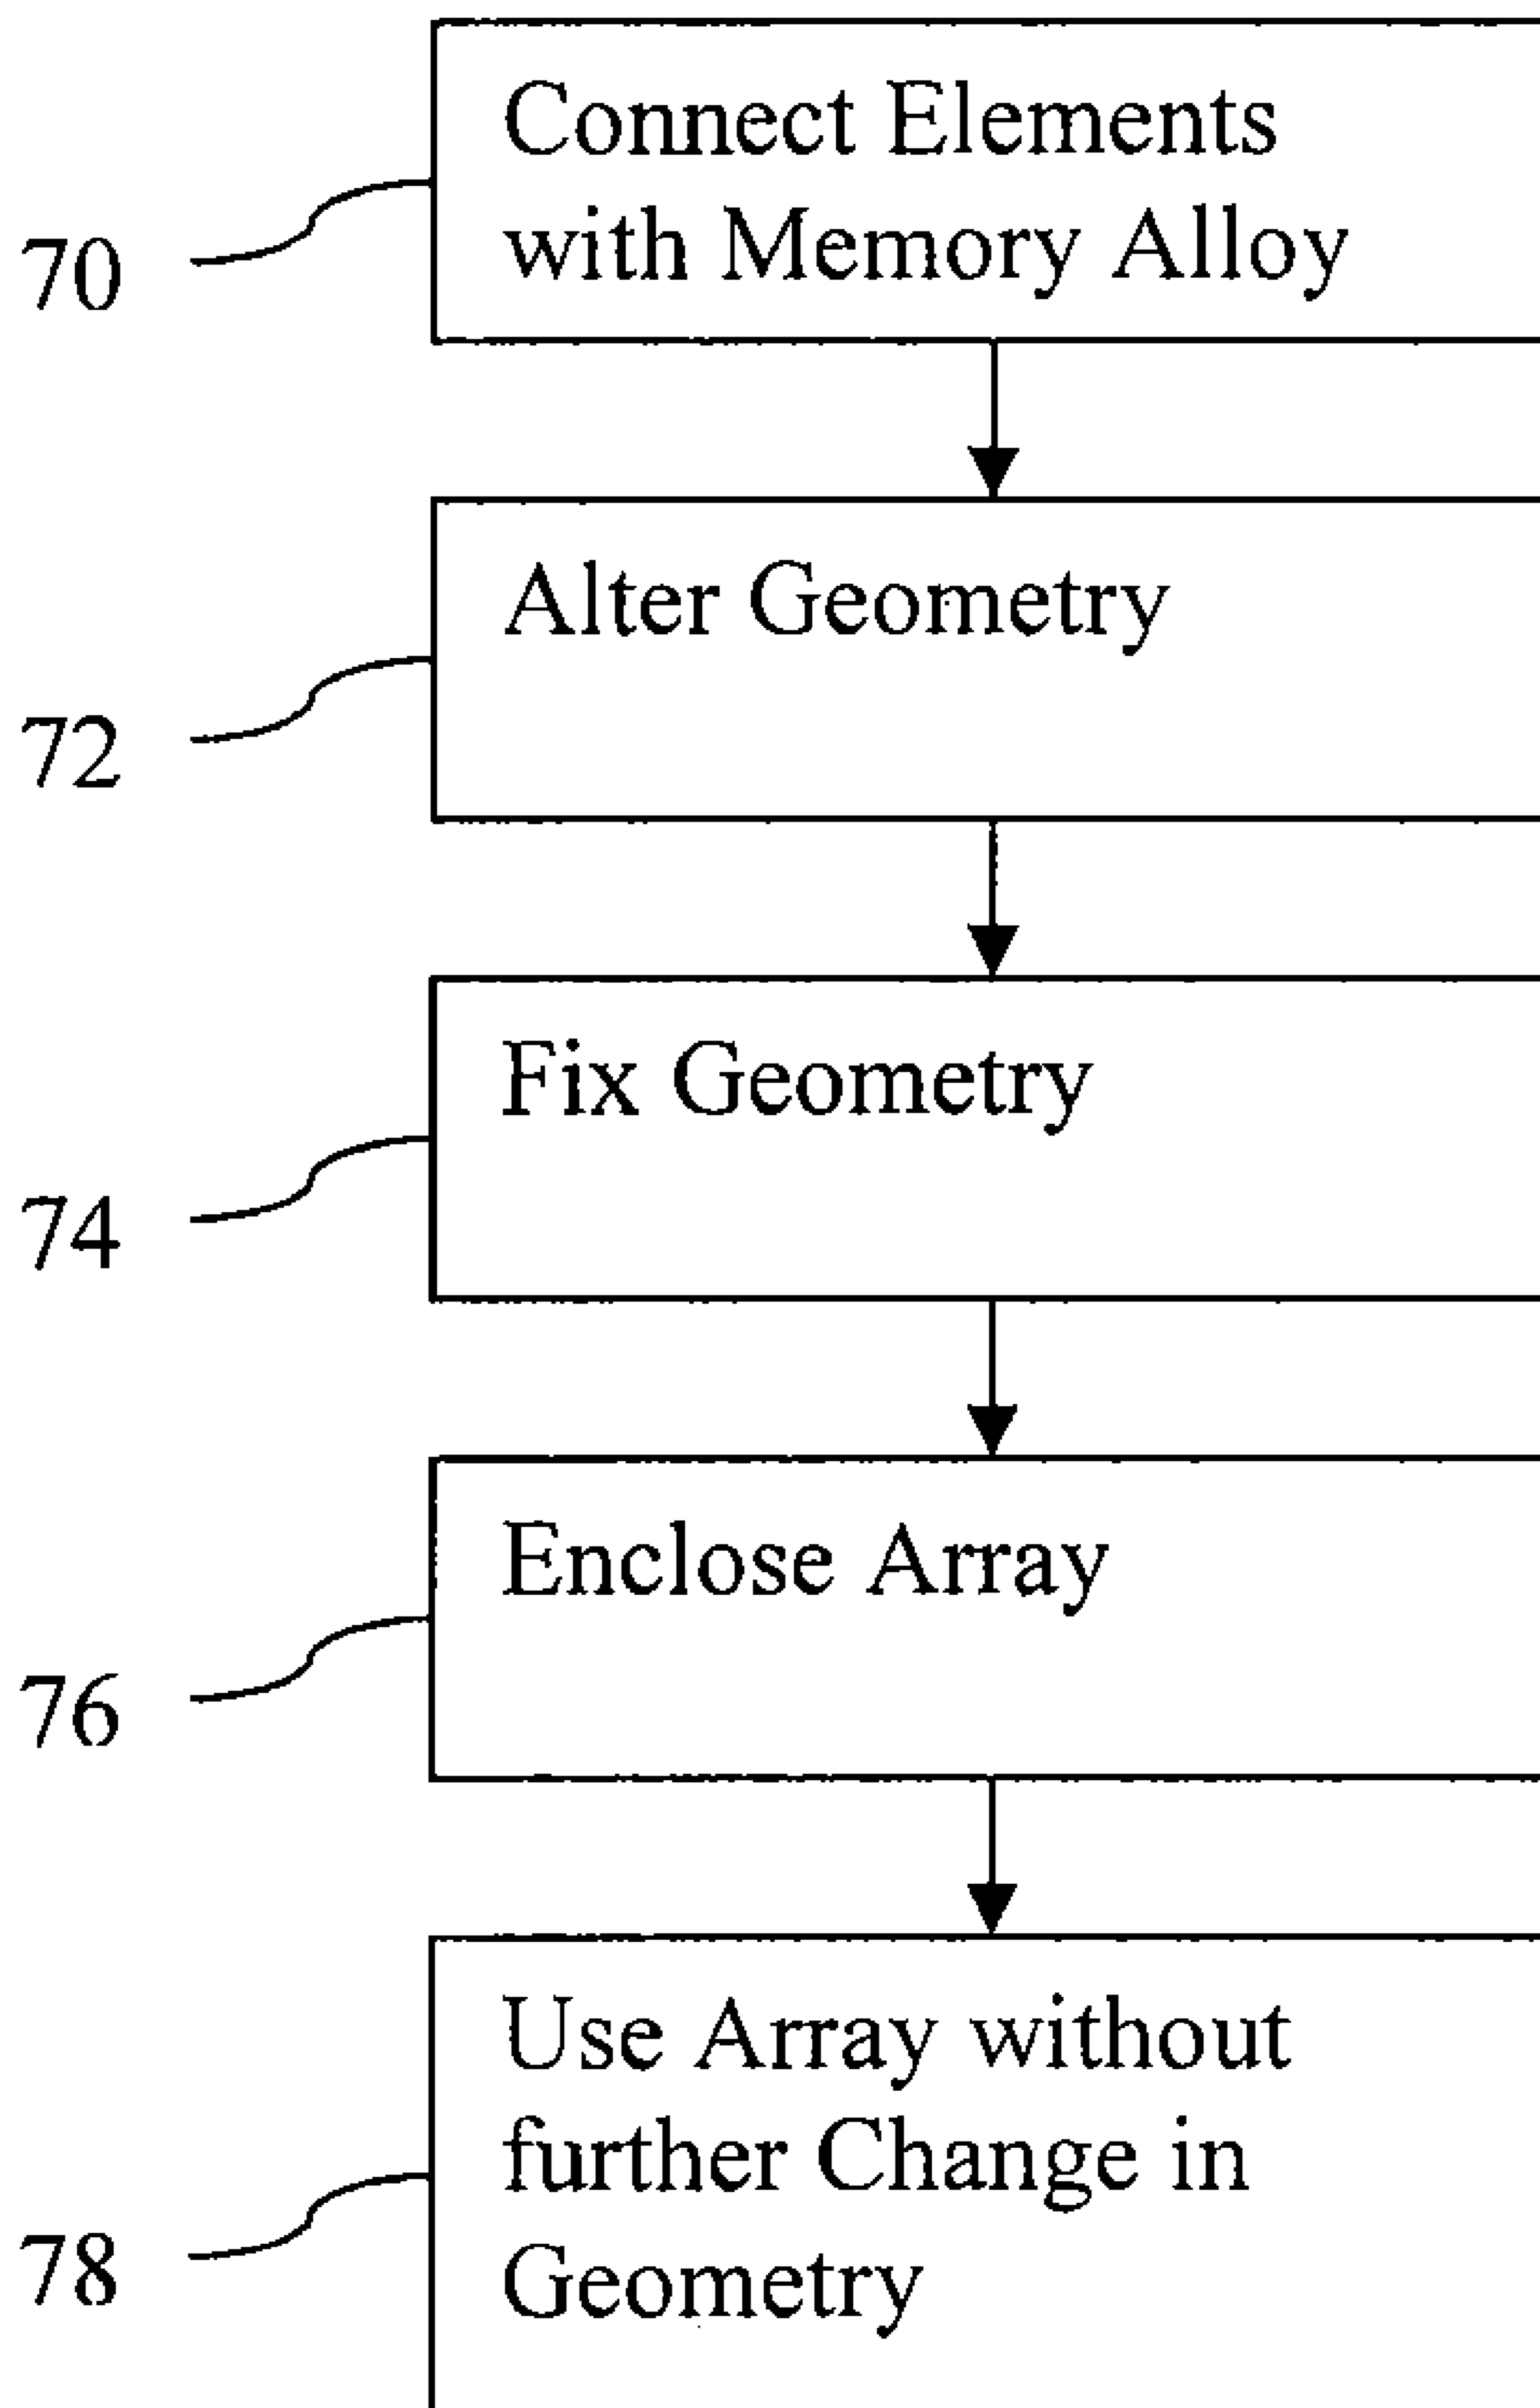 Connect Elements
with Memory Alloy
70
Alter Geometry
72
Fix Geometry
74
Enclose Array
76
Use Array without
further Change in
Geometry
78